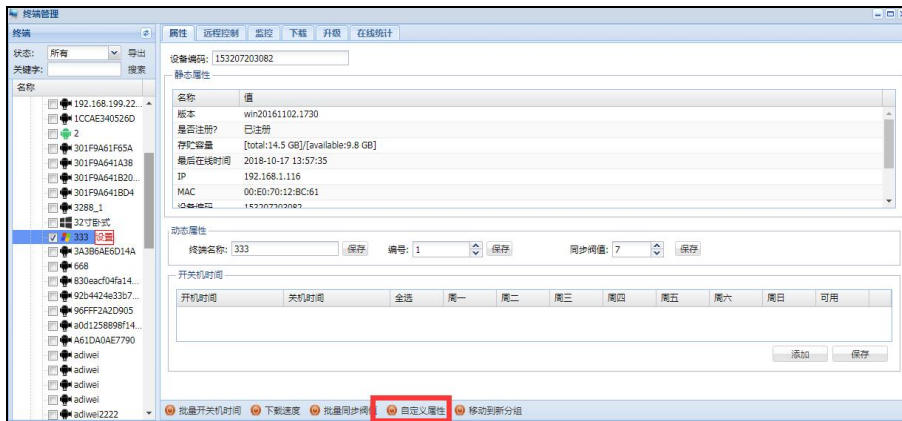 终端管理
终端
状态: 所有 导出
关键字: 搜素
名称
192.168.199.22...
1CCAE340526D
2
301F9A61F65A
301F9A641A38
301F9A641B20...
301F9A641BD4
3288_1
32寸卧式
333 设置
3A3B6AE6D14A
668
830eacf04fa14...
92b4424e33b7...
96FFF2A2D905
a0d1258898f14...
A61DA0AE7790
adiwei
adiwei
adiwei
adiwei
adiwei2222
属性 远程控制 监控 下载 升级 在线统计
设备编码: 153207203082
静态属性
名称 值
版本 win20161102.1730
是否注册? 已注册
存贮容量 [total:14.5 GB]/[available:9.8 GB]
最后在线时间 2018-10-17 13:57:35
IP 192.168.1.116
MAC 00:E0:70:12:BC:61
设备编码 153207203082
动态属性
终端名称: 333 保存 编号: 1 保存 同步阀值: 7 保存
开关机时间
开机时间 关机时间 全选 周一 周二 周三 周四 周五 周六 周日 可用
添加 保存
批量开关机时间 下载速度 批量同步阀值 自定义属性 移动到新分组